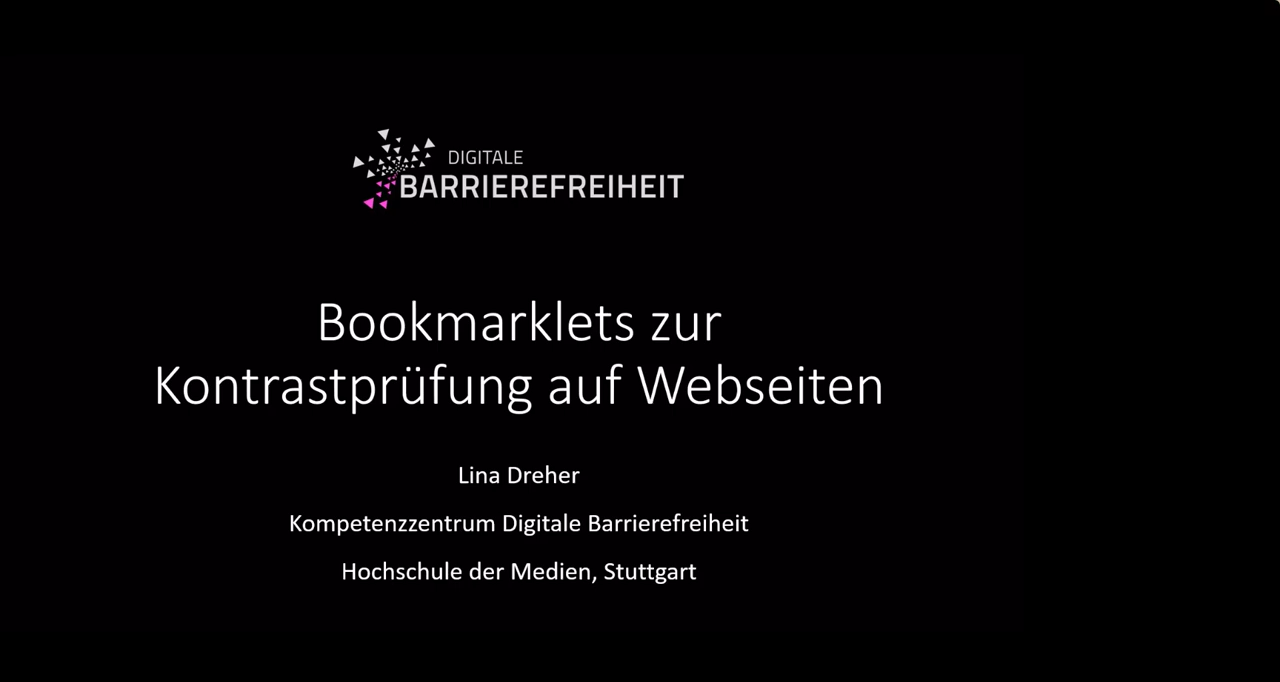 DIGITALE
BARRIEREFREIHEIT
Bookmarklets zur
Kontrastprüfung auf Webseiten
Lina Dreher
Kompetenzzentrum Digitale Barrierefreiheit
Hochschule der Medien, Stuttgart